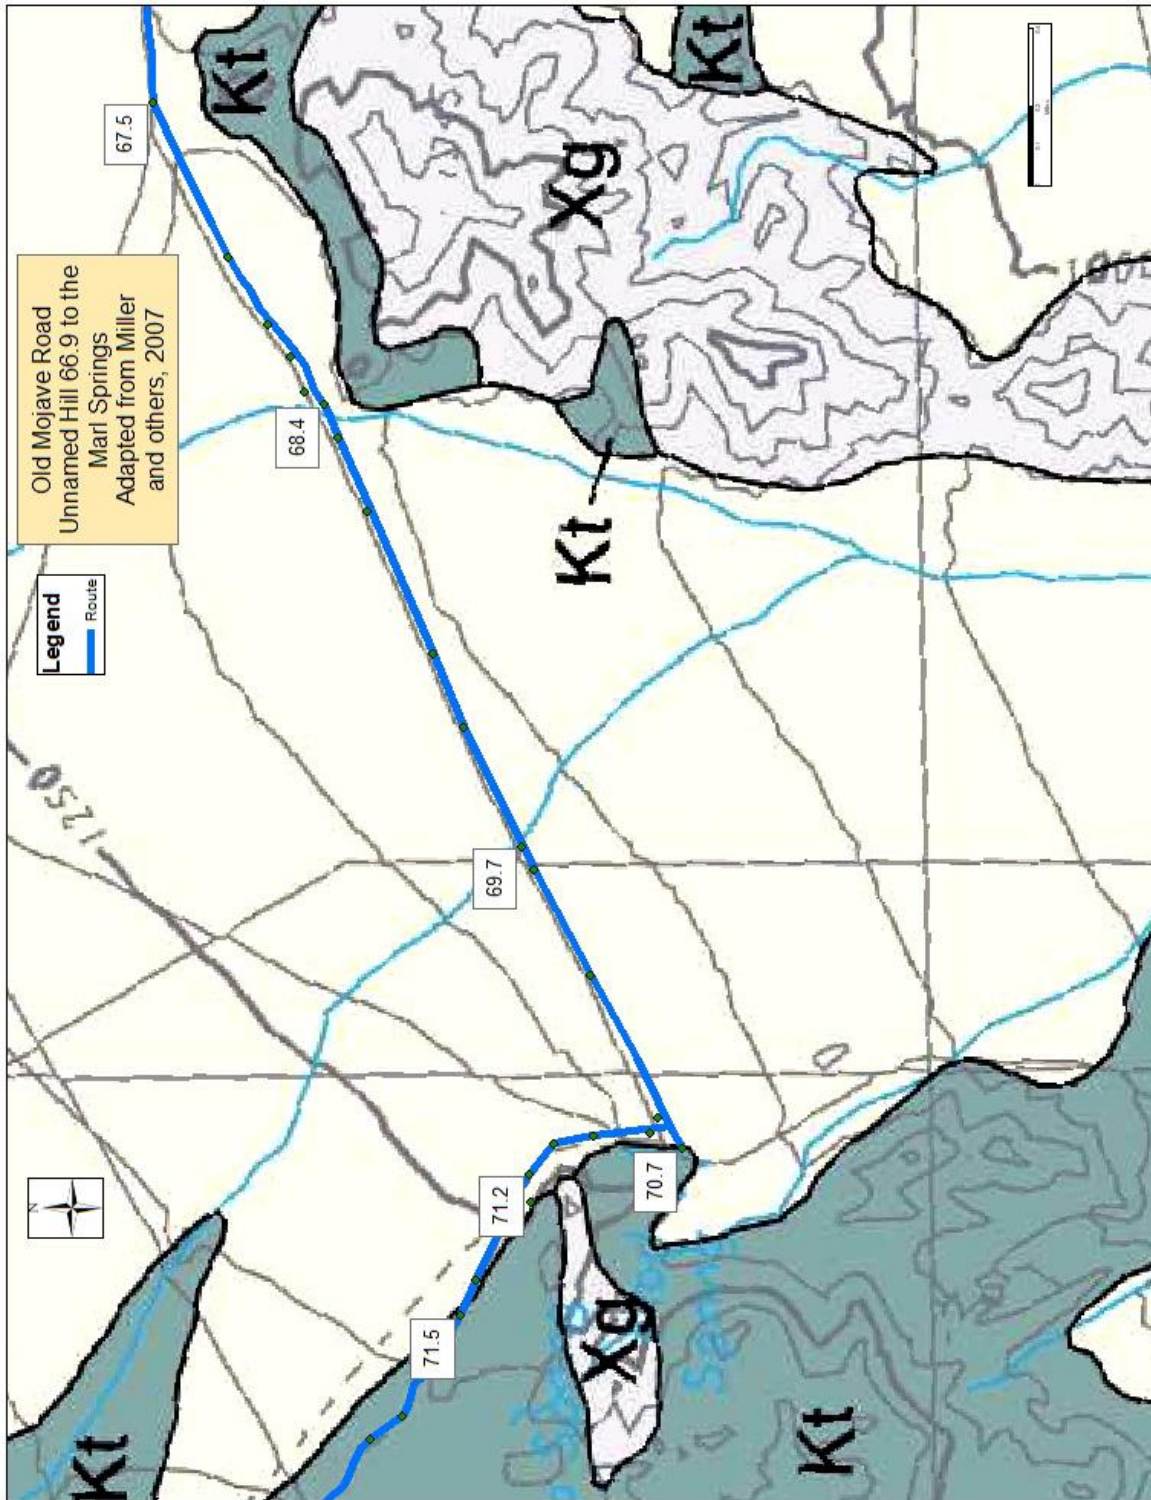 Old Mojave Road
Unnamed Hill 66.9 to the
Marl Springs
Adapted from Miller
and others, 2007
Legend
Route
N
67.5
68.4
69.7
70.7
71.2
71.5
Kt
Kt
Xg
Kt
Xg
Kt
Kt
1250